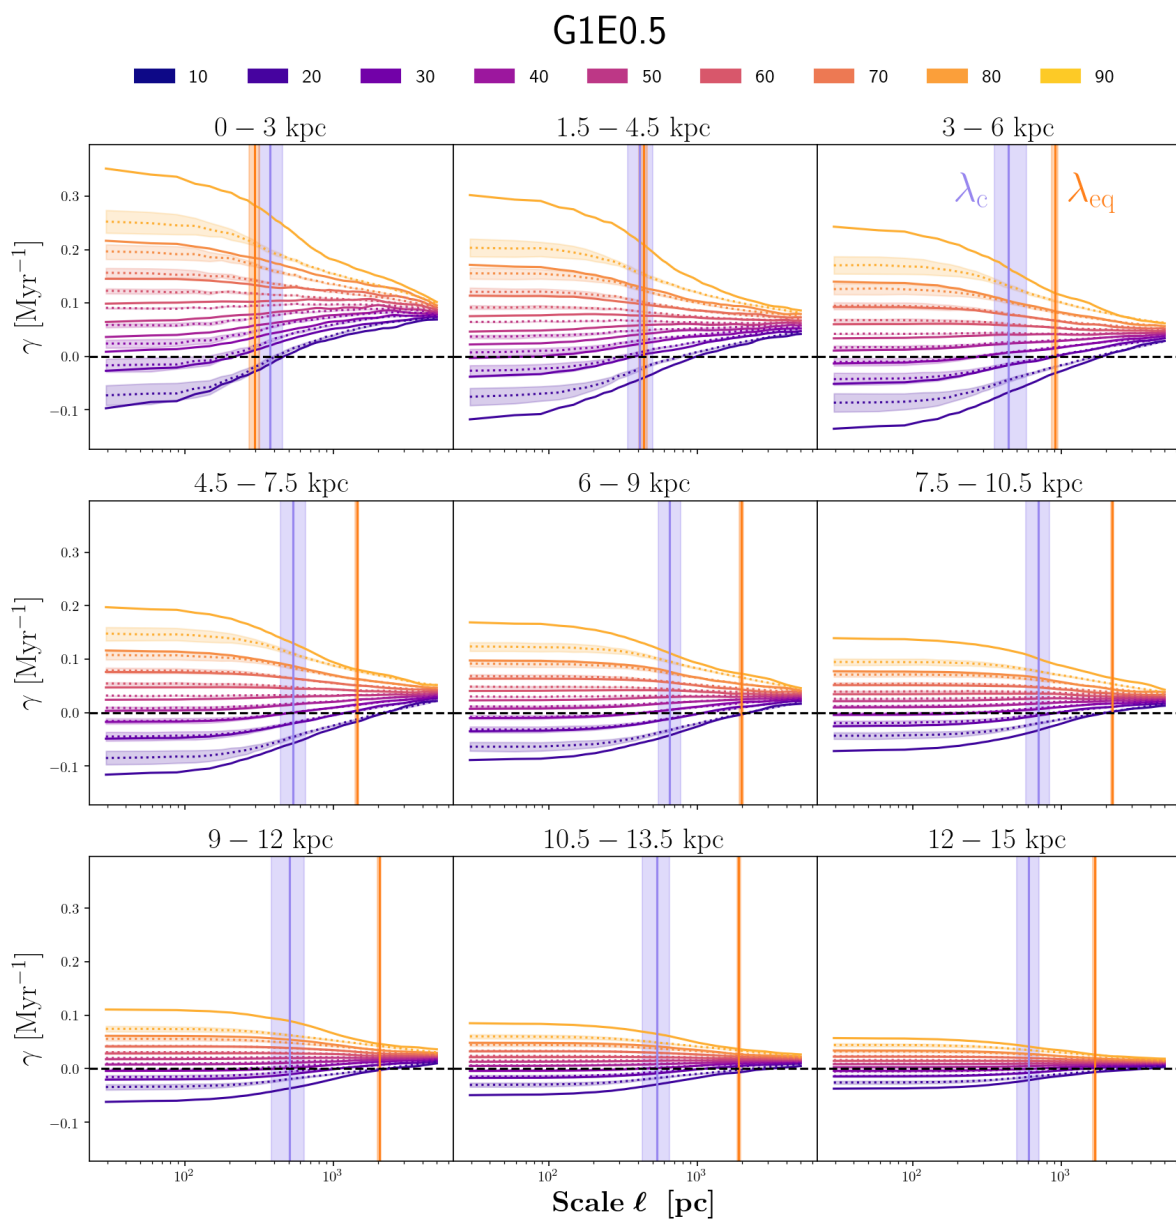 G1E0.5
10 20 30 40 50 60 70 80 90
0 − 3 kpc 1.5 − 4.5 kpc 3 − 6 kpc
γ [Myr⁻¹]
0.3
0.2
0.1
0.0
−0.1
λc λeq
4.5 − 7.5 kpc 6 − 9 kpc 7.5 − 10.5 kpc
γ [Myr⁻¹]
0.3
0.2
0.1
0.0
−0.1
9 − 12 kpc 10.5 − 13.5 kpc 12 − 15 kpc
γ [Myr⁻¹]
0.3
0.2
0.1
0.0
−0.1
10² 10³ 10² 10³ 10² 10³
Scale ℓ [pc]